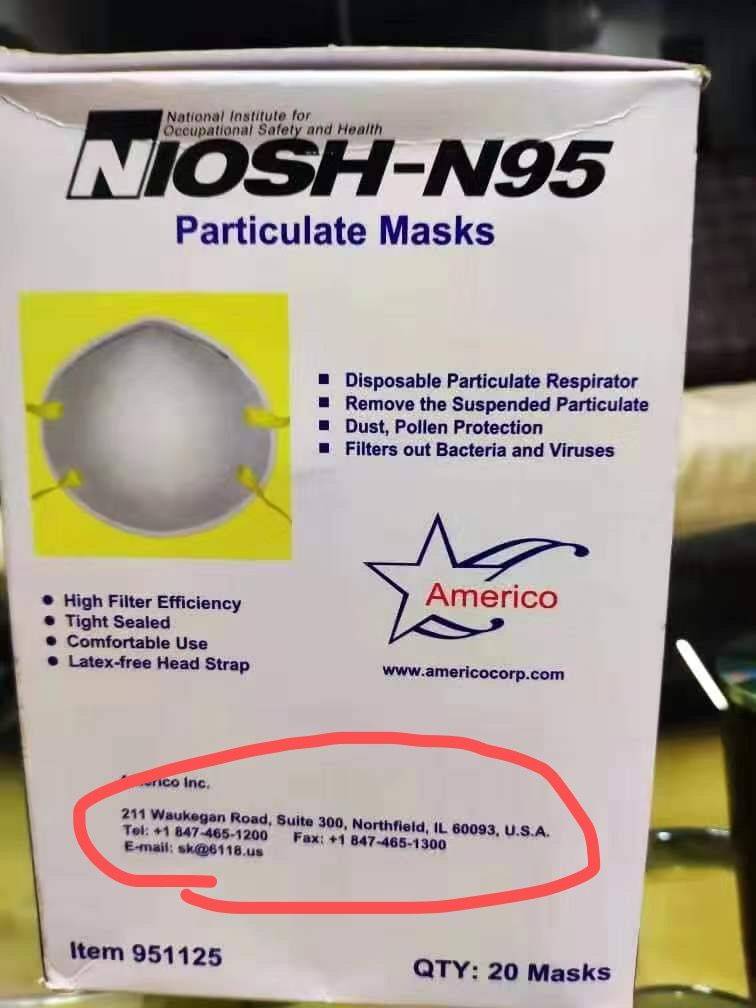 National Institute for
Occupational Safety and Health
NIOSH-N95
Particulate Masks
Disposable Particulate Respirator
Remove the Suspended Particulate
Dust, Pollen Protection
Filters out Bacteria and Viruses
Americo
www.americocorp.com
High Filter Efficiency
Tight Sealed
Comfortable Use
Latex-free Head Strap
Inc.
211 Waukegan Road, Suite 300, Northfield, IL 60093, U.S.A.
Tel: +1 847-465-1200 Fax: +1 847-465-1300
E-mail: sk@6118.us
Item 951125
QTY: 20 Masks